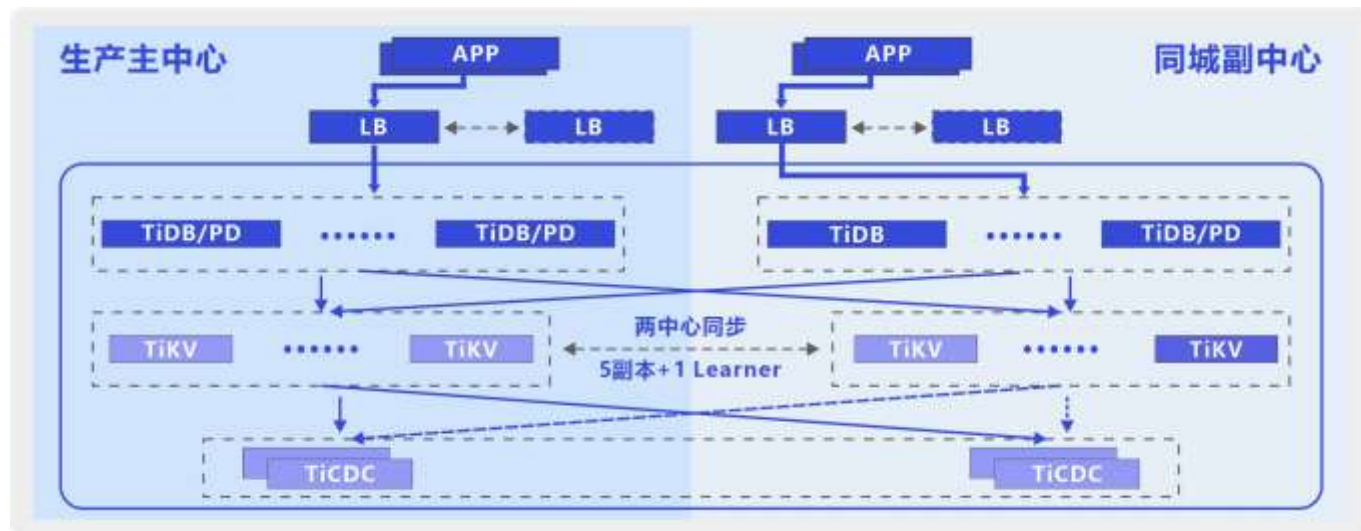 生产主中心
APP
APP
同城副中心
LB
LB
LB
LB
TiDB/PD
••••••
TiDB/PD
TiDB
••••••
TiDB/PD
两中心同步
TiKV
••••••
TiKV
5副本+1 Learner
TiKV
••••••
TiKV
TiCDC
TiCDC